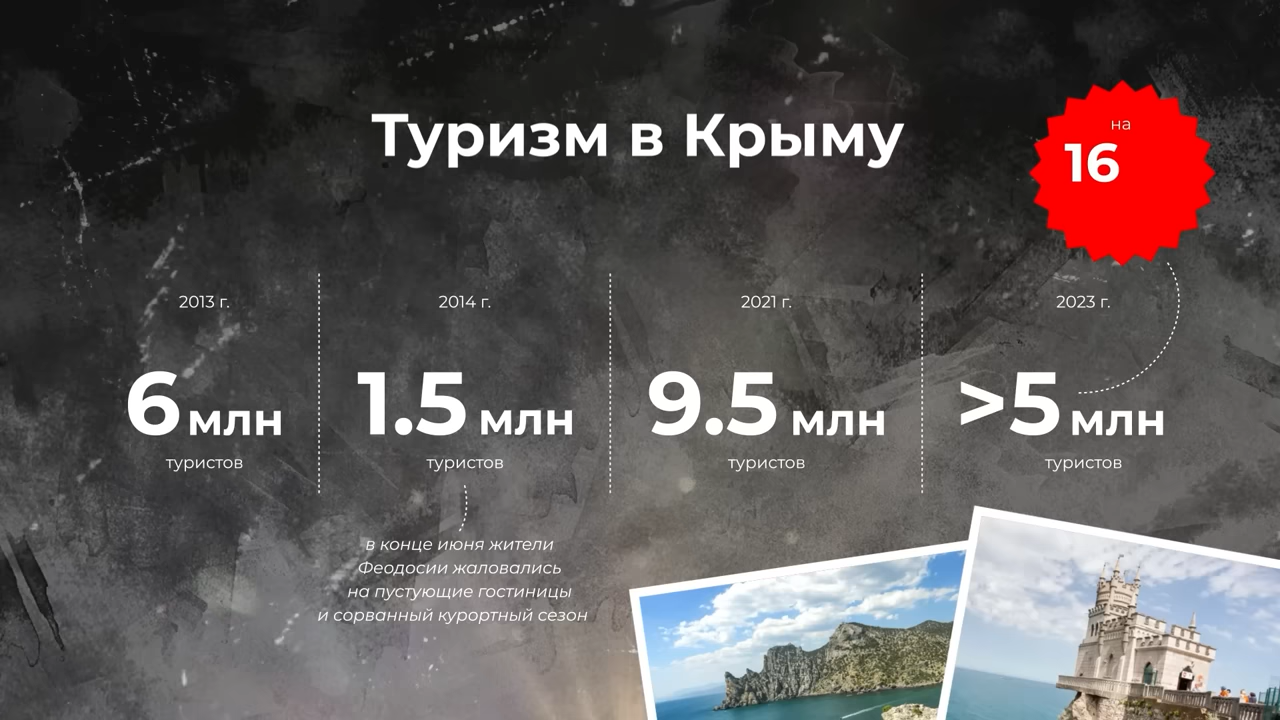 Туризм в Крыму
на
16
2013 г.
6 млн
туристов
2014 г.
1.5 млн
туристов
в конце июня жители
Феодосии жаловались
на пустующие гостиницы
и сорванный курортный сезон
2021 г.
9.5 млн
туристов
2023 г.
>5 млн
туристов